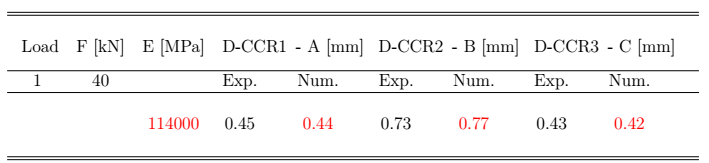 Load F [kN] E [MPa] D-CCR1 - A [mm] D-CCR2 - B [mm] D-CCR3 - C [mm]
1 40 Exp. Num. Exp. Num. Exp. Num.
114000 0.45 0.44 0.73 0.77 0.43 0.42